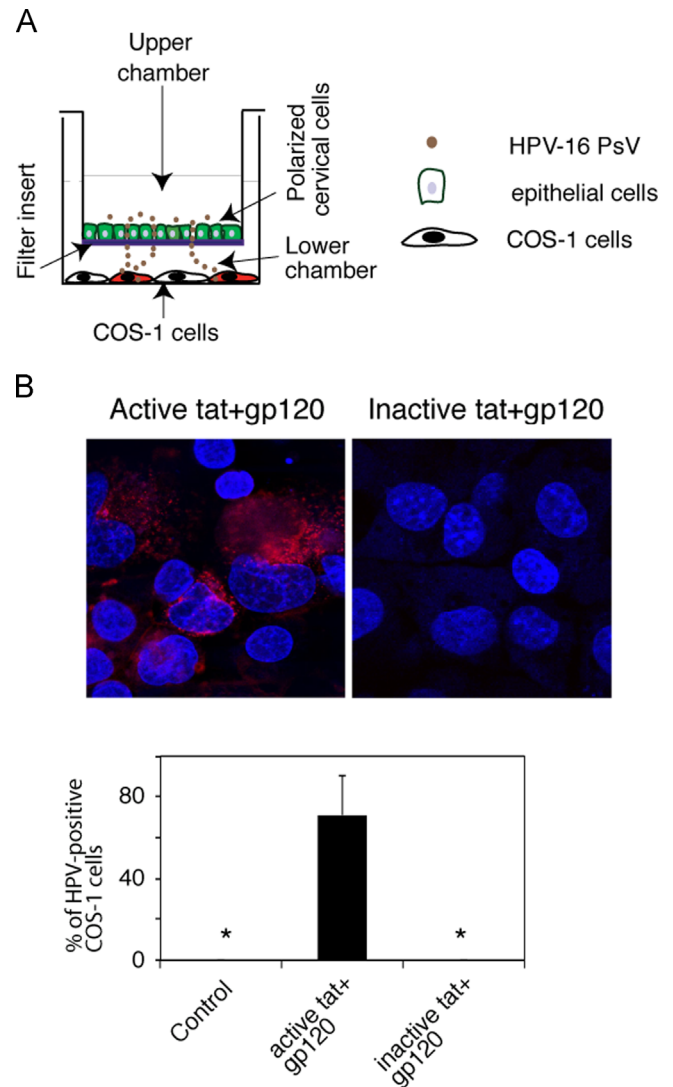 A
Upper
chamber
Polarized
cervical cells
Filter insert
Lower
chamber
COS-1 cells
HPV-16 PsV
epithelial cells
COS-1 cells
B
Active tat+gp120
Inactive tat+gp120
% of HPV-positive
COS-1 cells
80
40
0
*
*
Control
active tat+
gp120
inactive tat+
gp120